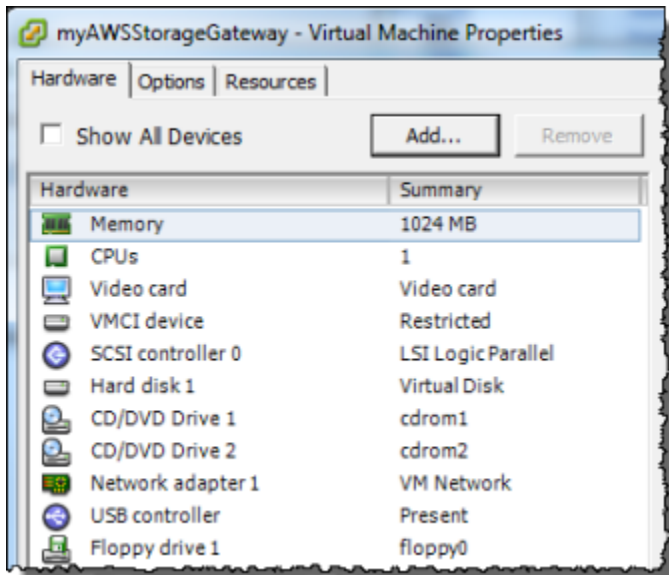 myAWSStorageGateway - Virtual Machine Properties
Hardware Options Resources
Show All Devices Add... Remove
Hardware Summary
Memory 1024 MB
CPUs 1
Video card Video card
VMCI device Restricted
SCSI controller 0 LSI Logic Parallel
Hard disk 1 Virtual Disk
CD/DVD Drive 1 cdrom1
CD/DVD Drive 2 cdrom2
Network adapter 1 VM Network
USB controller Present
Floppy drive 1 floppy0